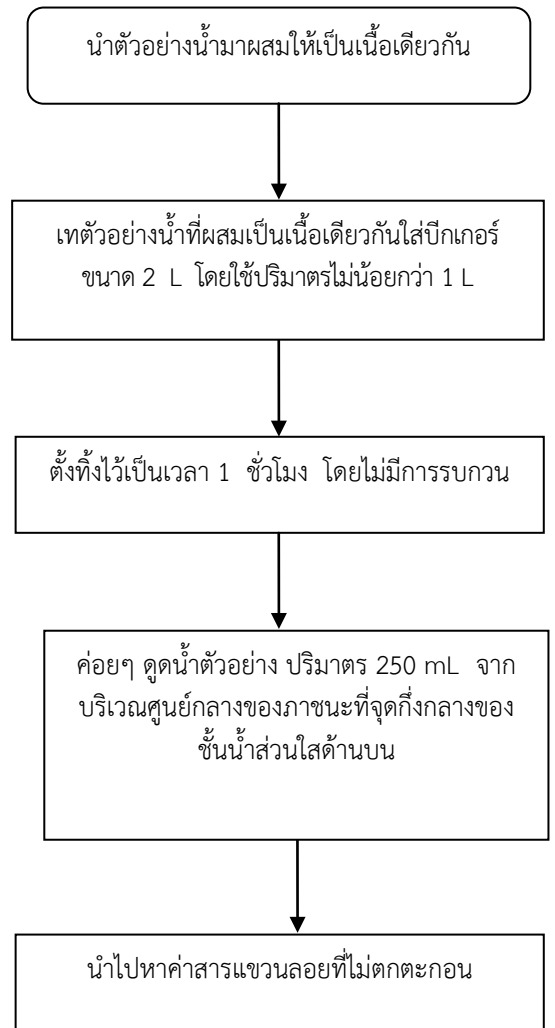 นำตัวอย่างน้ำมาผสมให้เป็นเนื้อเดียวกัน
เทตัวอย่างน้ำที่ผสมเป็นเนื้อเดียวกันใส่บีกเกอร์
ขนาด 2 L โดยใช้ปริมาตรไม่น้อยกว่า 1 L
ตั้งทิ้งไว้เป็นเวลา 1 ชั่วโมง โดยไม่มีการรบกวน
ค่อยๆ ดูดน้ำตัวอย่าง ปริมาตร 250 mL จาก
บริเวณศูนย์กลางของภาชนะที่จุดกึ่งกลางของ
ชั้นน้ำส่วนใสด้านบน
นำไปหาค่าสารแขวนลอยที่ไม่ตกตะกอน